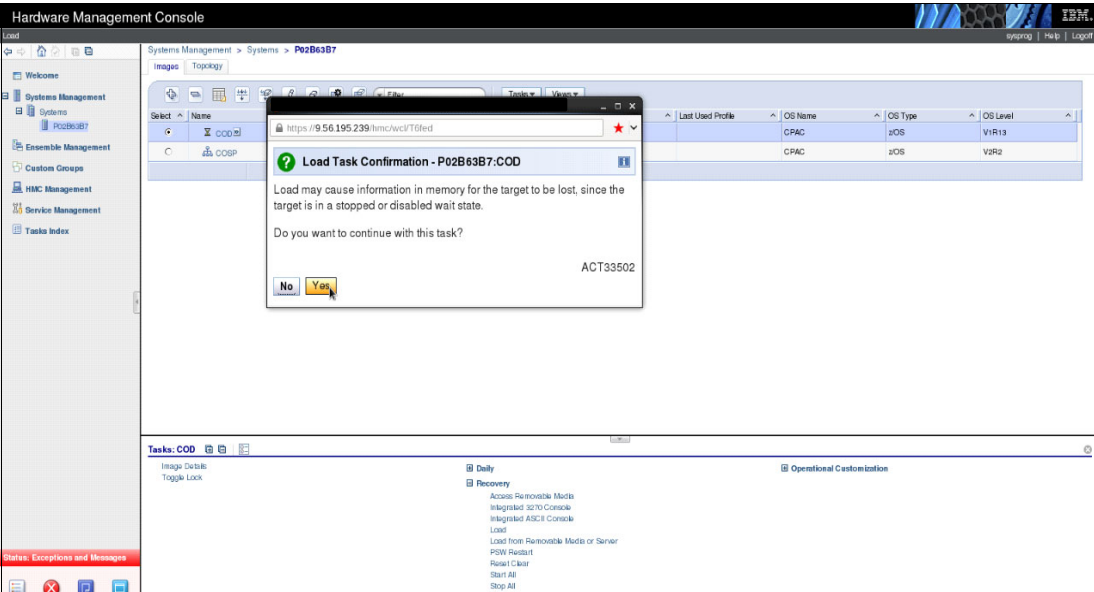 Hardware Management Console
IBM.
Load
sysprog | Help | Logoff
Systems Management > Systems > P02B63B7
Images Topology
Welcome
Systems Management
Systems
P02B63B7
Ensemble Management
Custom Groups
HMC Management
Service Management
Tasks Index
Filter
Tasks Views
Select Name
Last Used Profile OS Name OS Type OS Level
COD
CPAC z/OS V1R13
COSP
CPAC z/OS V2R2
https://9.56.195.239/hmc/wcl/T6fed
Load Task Confirmation - P02B63B7:COD
Load may cause information in memory for the target to be lost, since the
target is in a stopped or disabled wait state.
Do you want to continue with this task?
ACT33502
No Yes
Tasks: COD
Image Details
Toggle Lock
Daily
Recovery
Access Removable Media
Integrated 3270 Console
Integrated ASCII Console
Load
Load from Removable Media or Server
PSW Restart
Reset Clear
Start All
Stop All
Operational Customization
Status: Exceptions and Messages